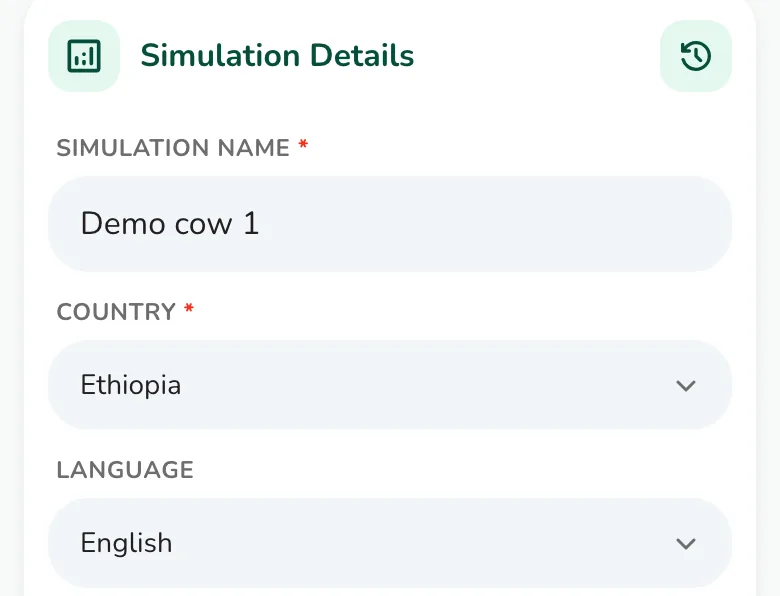 Simulation Details
SIMULATION NAME *
Demo cow 1
COUNTRY *
Ethiopia
LANGUAGE
English